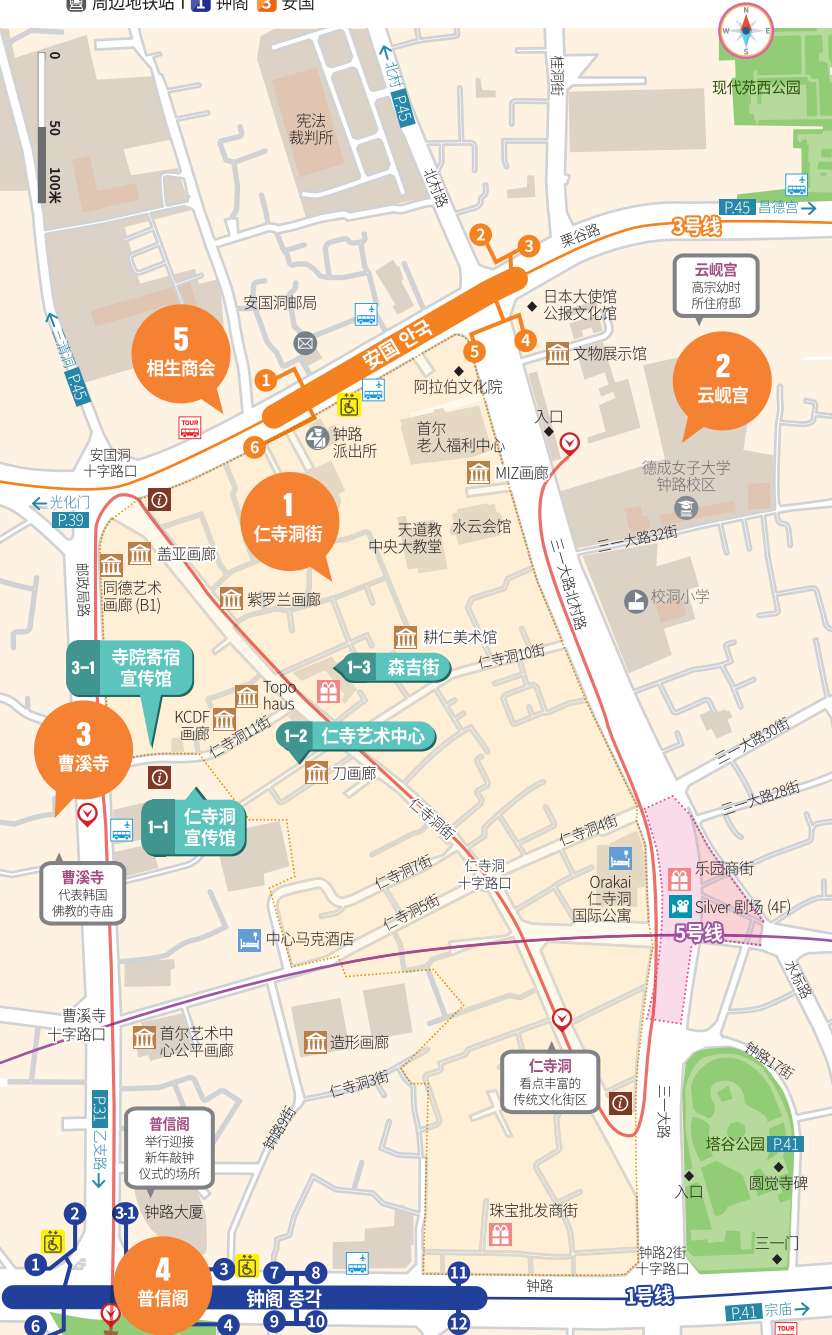 周边地铁站 | 1 钟阁 3 安国
N
W E
S
现代苑西公园
0
50
100米
北村 P.45
桂洞街
宪法
裁判所
北村路
P.45 昌德宫
3号线
2
3
栗谷路
云岘宫
高宗幼时
所住府邸
安国洞邮局
日本大使馆
公报文化馆
三清洞 P.45
5
相生商会
安国 안국
4
5
文物展示馆
2
云岘宫
1
阿拉伯文化院
TOUR
6
钟路
派出所
首尔
老人福利中心
入口
安国洞
十字路口
MIZ画廊
德成女子大学
钟路校区
光化门
P.39
1
仁寺洞街
天道教
中央大教堂
水云会馆
三一大路32街
盖亚画廊
邮政局路
同德艺术
画廊 (B1)
紫罗兰画廊
三一大路北村路
校洞小学
耕仁美术馆
仁寺洞10街
3-1 寺院寄宿
宣传馆
1-3 森吉街
Topo
haus
KCDF
画廊
仁寺洞11街
1-2 仁寺艺术中心
3
曹溪寺
刀画廊
三一大路30街
三一大路28街
1-1 仁寺洞
宣传馆
仁寺洞街
仁寺洞4街
仁寺洞
十字路口
仁寺洞7街
仁寺洞5街
曹溪寺
代表韩国
佛教的寺庙
Orakai
仁寺洞
国际公寓
乐园商街
Silver 剧场 (4F)
5号线
中心马克酒店
水标路
曹溪寺
十字路口
首尔艺术中
心公平画廊
造形画廊
仁寺洞
看点丰富的
传统文化街区
钟路17街
仁寺洞3街
P.31 乙支路
钟路9街
三一大路
普信阁
举行迎接
新年敲钟
仪式的场所
塔谷公园 P.41
圆觉寺碑
入口
珠宝批发商街
钟路大厦
2
3-1
三一门
钟路2街
十字路口
1
4
普信阁
3
7
8
11
钟路
钟阁 종각
1号线
6
4
9
10
12
P.41 宗庙
TOUR